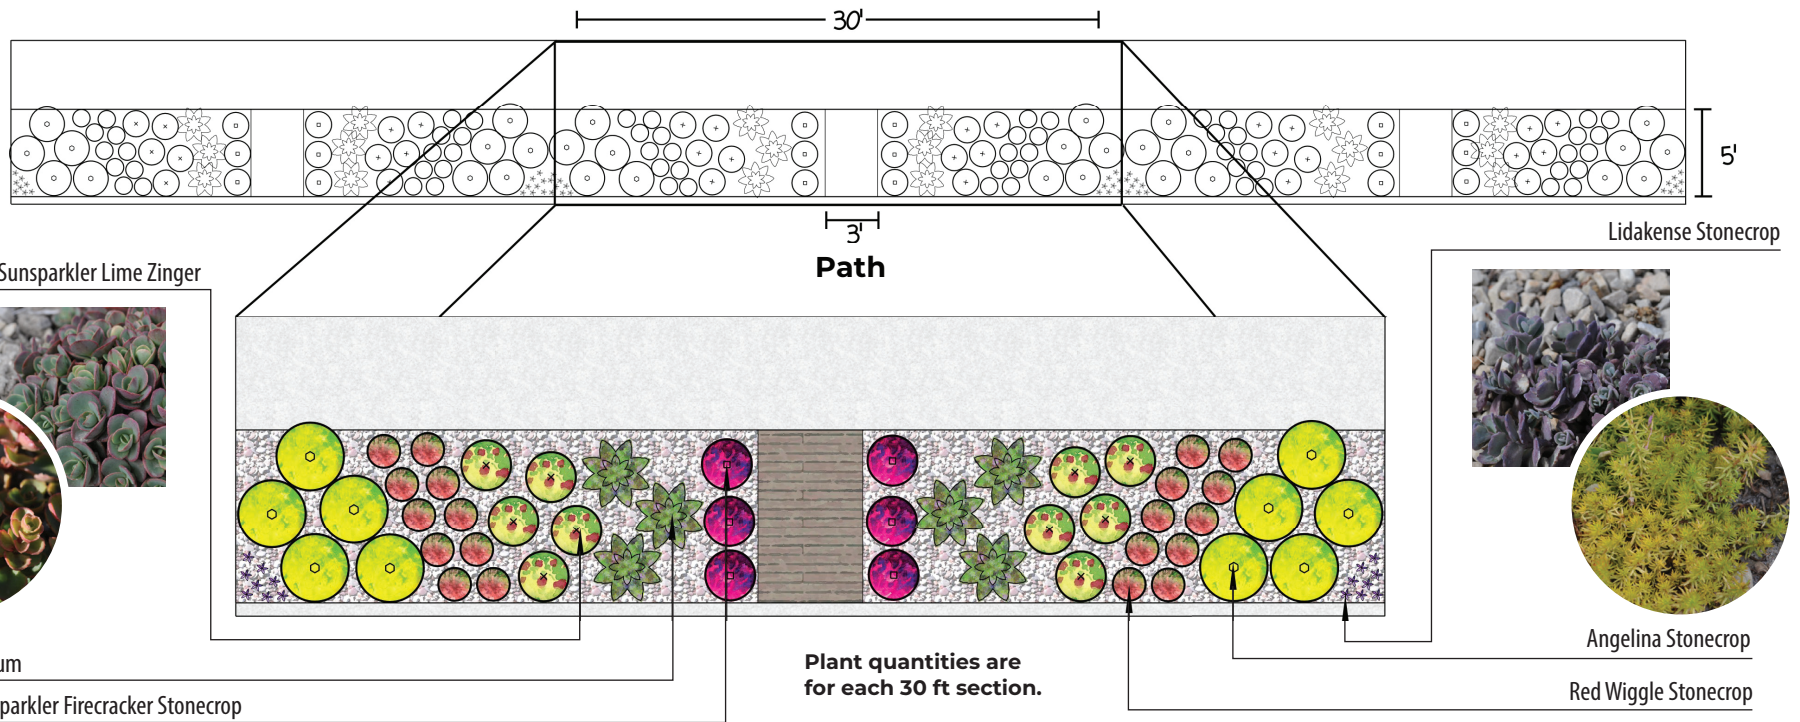 30'
5'
3'
Path
Lidakense Stonecrop
Sunsparkler Lime Zinger
Angelina Stonecrop
um
Plant quantities are
for each 30 ft section.
Red Wiggle Stonecrop
parkler Firecracker Stonecrop